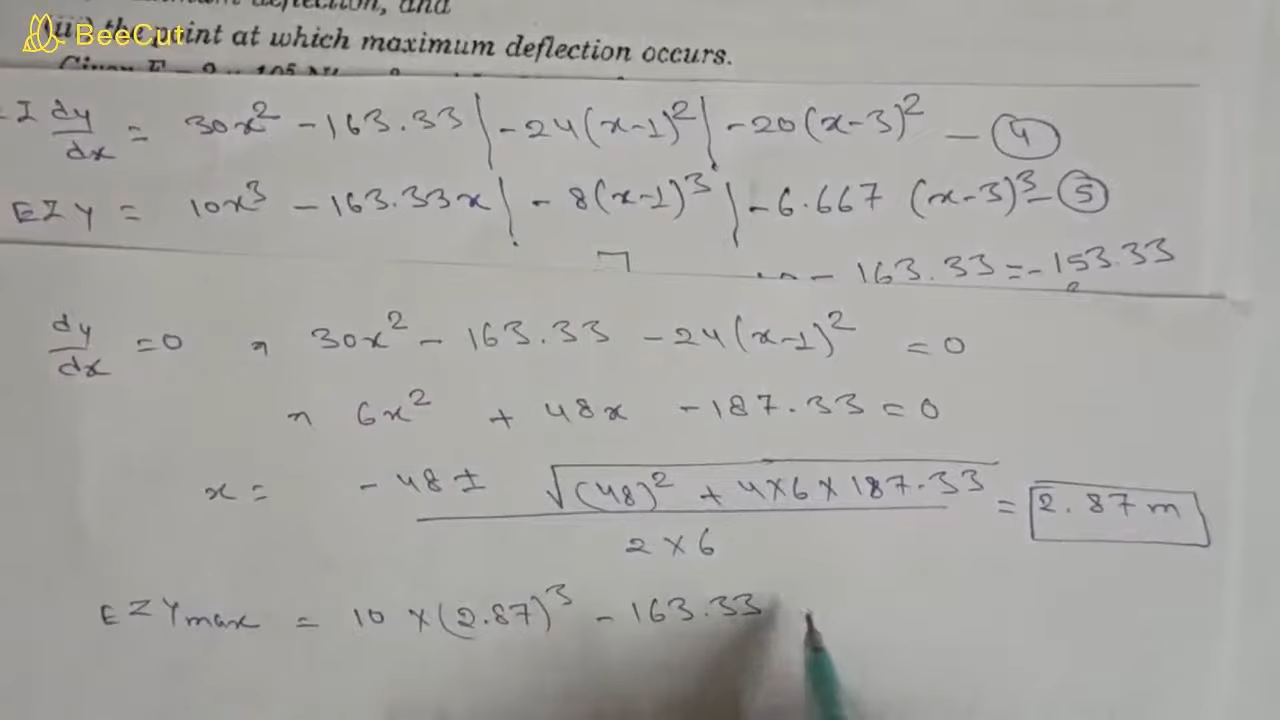 deflection, and
BeeCut
(iii) the point at which maximum deflection occurs.
I dy/dx = 30x² - 163.33 | - 24(x-1)² | - 20(x-3)² — ④
EIY = 10x³ - 163.33x | - 8(x-1)³ | - 6.667 (x-3)³ — ⑤
- 163.33 = - 153.33
dy/dx = 0 ⇒ 30x² - 163.33 - 24(x-1)² = 0
⇒ 6x² + 48x - 187.33 = 0
x = - 48 ± √(48)² + 4×6×187.33 / 2×6 = 2.87 m
EIYmax = 10 × (2.87)³ - 163.33